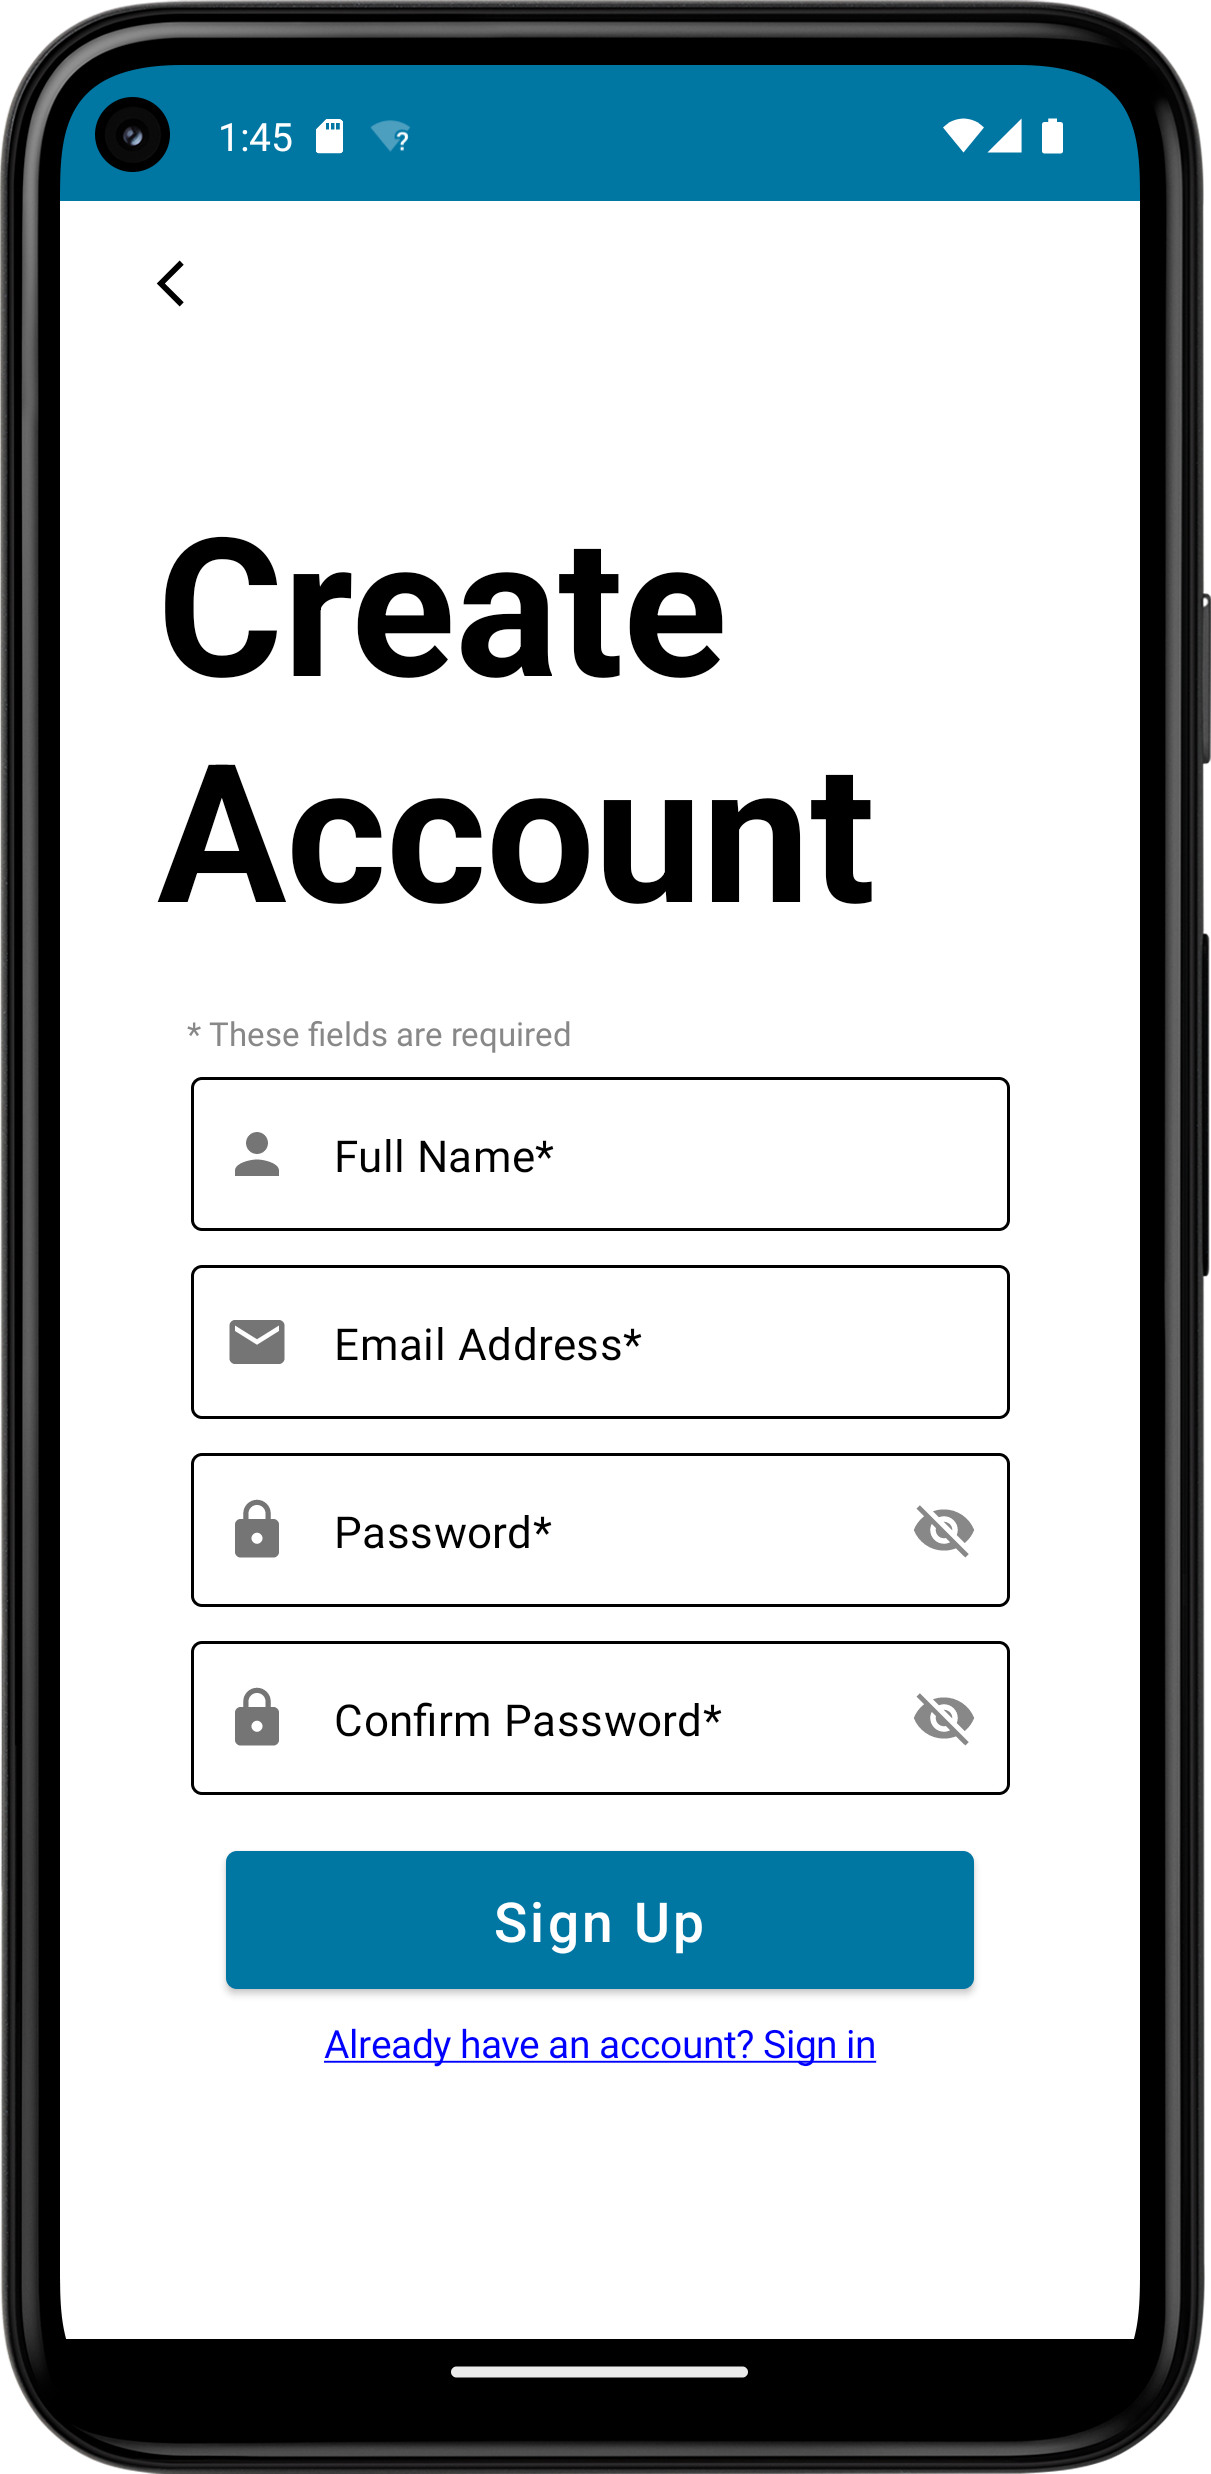 1:45
Create
Account
* These fields are required
Full Name*
Email Address*
Password*
Confirm Password*
Sign Up
Already have an account? Sign in